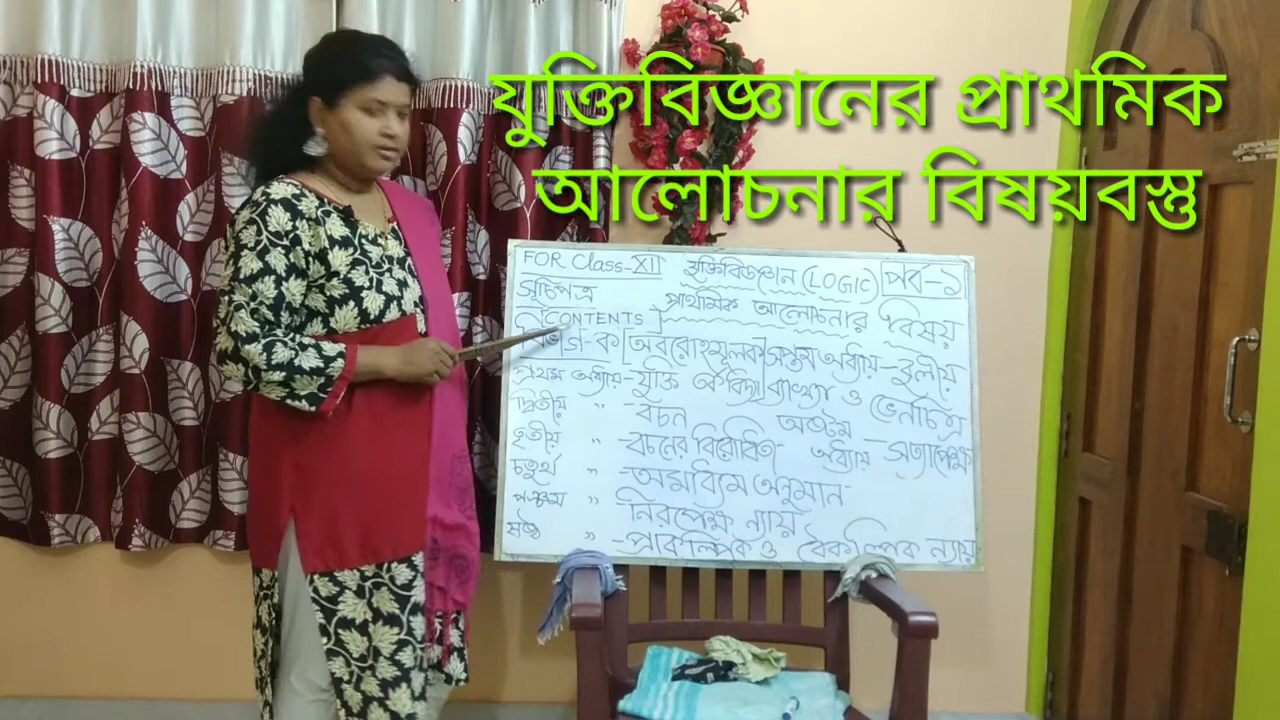 যুক্তিবিজ্ঞানের প্রাথমিক
আলোচনার বিষয়বস্তু
FOR Class-XII যুক্তিবিজ্ঞান (LOGIC) পর্ব-১
সূচিপত্র প্রাথমিক আলোচনার বিষয়
CONTENTS
বিভাগ-ক [অবরোহমূলক] সপ্তম অধ্যায়-বুলীয়
প্রথম অধ্যায়-যুক্তি ব্যাখ্যা ও ভেনচিত্র
দ্বিতীয় " -বচন অষ্টম
তৃতীয় " -বচনের বিরোধিতা অধ্যায় -সত্যাপেক্ষ
চতুর্থ " -অমাধ্যম অনুমান
পঞ্চম " -নিরপেক্ষ ন্যায়
ষষ্ঠ " -প্রাকল্পিক ও বৈকল্পিক ন্যায়